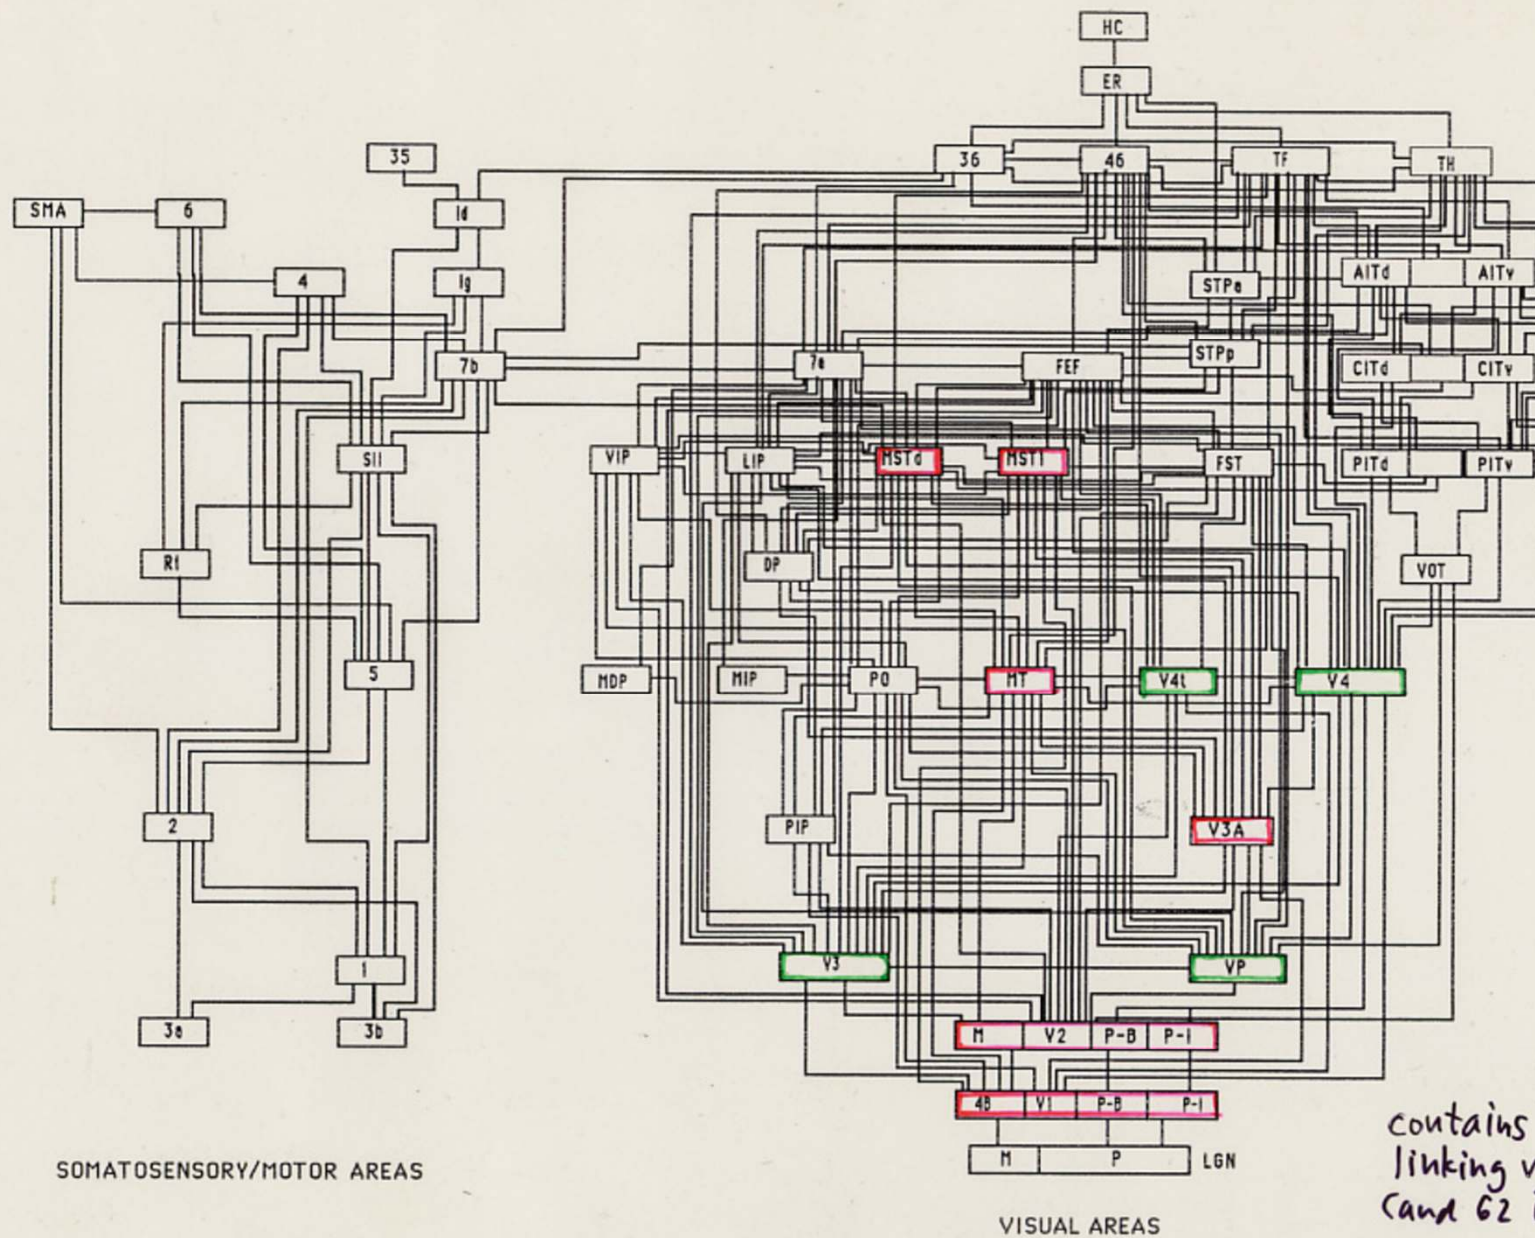 HC
ER
35 36 46 TF TH
SMA 6 Id
4 Ig STPa AITd AITv
7b 7a FEF STPp CITd CITv
SII VIP LIP MSTd MSTl FST PITd PITv
RI DP VOT
5 MDP MIP PO MT V4t V4
2 PIP V3A
1 V3 VP
3a 3b M V2 P-B P-I
4B V1 P-B P-I
M P LGN
contains
linking
(and 62
SOMATOSENSORY/MOTOR AREAS
VISUAL AREAS